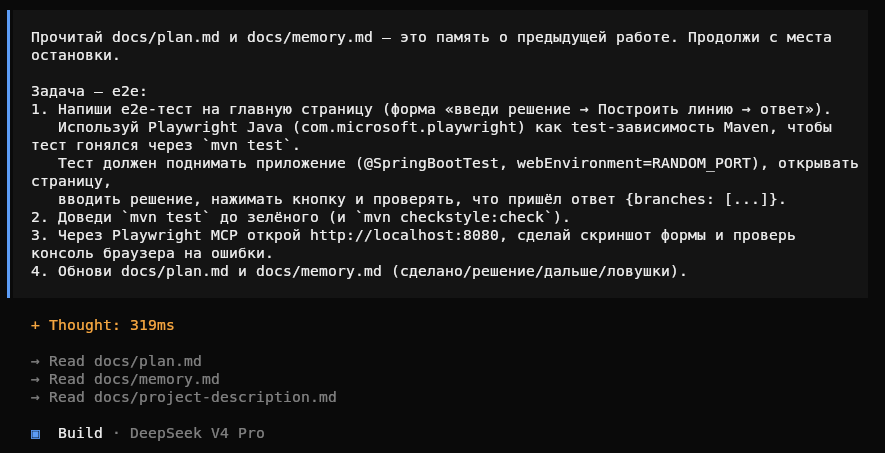 Прочитай docs/plan.md и docs/memory.md — это память о предыдущей работе. Продолжи с места
остановки.
Задача — e2e:
1. Напиши e2e-тест на главную страницу (форма «введи решение → Построить линию → ответ»).
Используй Playwright Java (com.microsoft.playwright) как test-зависимость Maven, чтобы
тест гонялся через `mvn test`.
Тест должен поднимать приложение (@SpringBootTest, webEnvironment=RANDOM_PORT), открывать
страницу,
вводить решение, нажимать кнопку и проверять, что пришёл ответ {branches: [...]}.
2. Доведи `mvn test` до зелёного (и `mvn checkstyle:check`).
3. Через Playwright MCP открой http://localhost:8080, сделай скриншот формы и проверь
консоль браузера на ошибки.
4. Обнови docs/plan.md и docs/memory.md (сделано/решение/дальше/ловушки).
+ Thought: 319ms
→ Read docs/plan.md
→ Read docs/memory.md
→ Read docs/project-description.md
▣ Build · DeepSeek V4 Pro